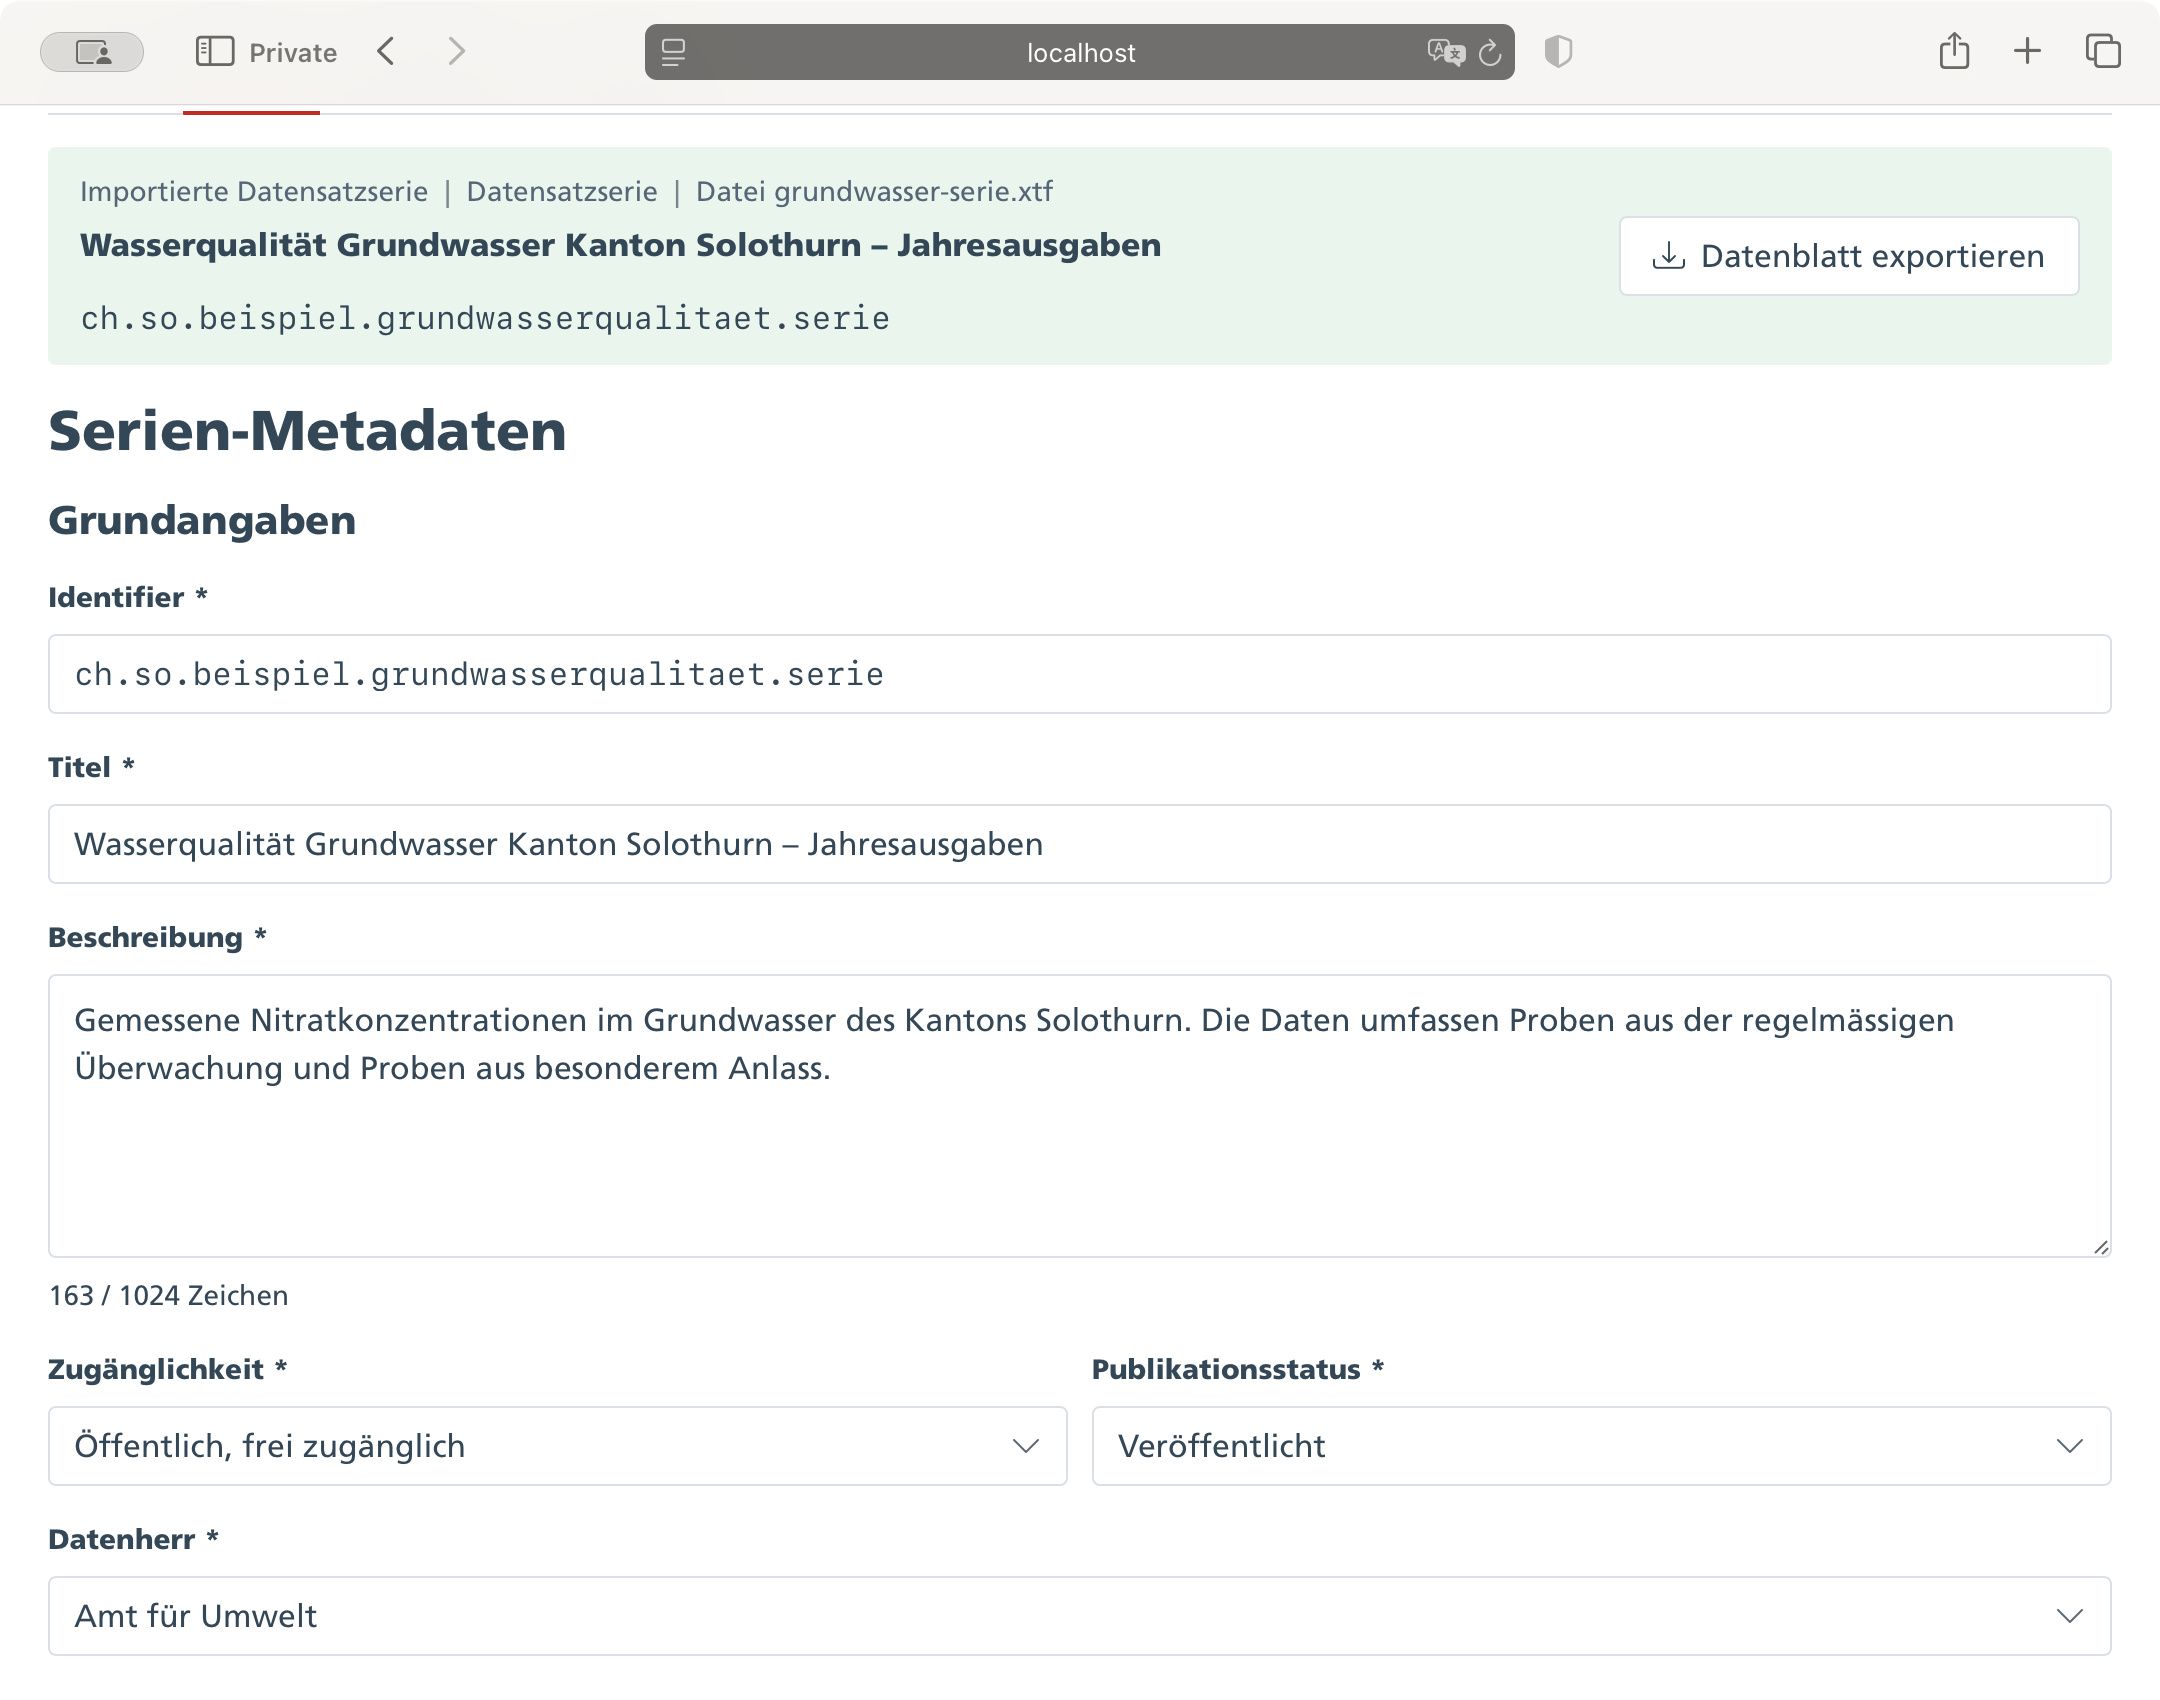 Private
localhost
Importierte Datensatzserie | Datensatzserie | Datei grundwasser-serie.xtf
Wasserqualität Grundwasser Kanton Solothurn – Jahresausgaben
ch.so.beispiel.grundwasserqualitaet.serie
Datenblatt exportieren
Serien-Metadaten
Grundangaben
Identifier *
ch.so.beispiel.grundwasserqualitaet.serie
Titel *
Wasserqualität Grundwasser Kanton Solothurn – Jahresausgaben
Beschreibung *
Gemessene Nitratkonzentrationen im Grundwasser des Kantons Solothurn. Die Daten umfassen Proben aus der regelmässigen
Überwachung und Proben aus besonderem Anlass.
163 / 1024 Zeichen
Zugänglichkeit *
Öffentlich, frei zugänglich
Publikationsstatus *
Veröffentlicht
Datenherr *
Amt für Umwelt